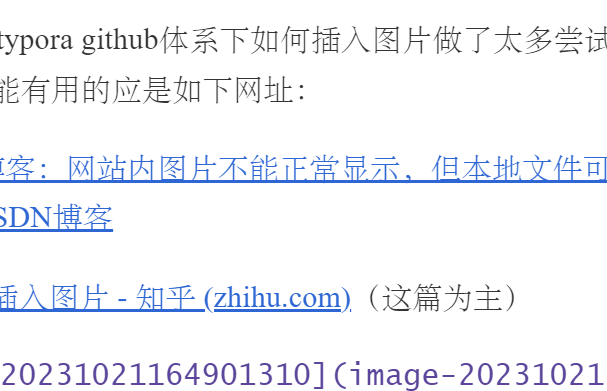 typora github体系下如何插入图片做了太多尝试
能有用的应是如下网址：
博客：网站内图片不能正常显示，但本地文件可
SDN博客
插入图片 - 知乎 (zhihu.com)（这篇为主）
20231021164901310](image-20231021